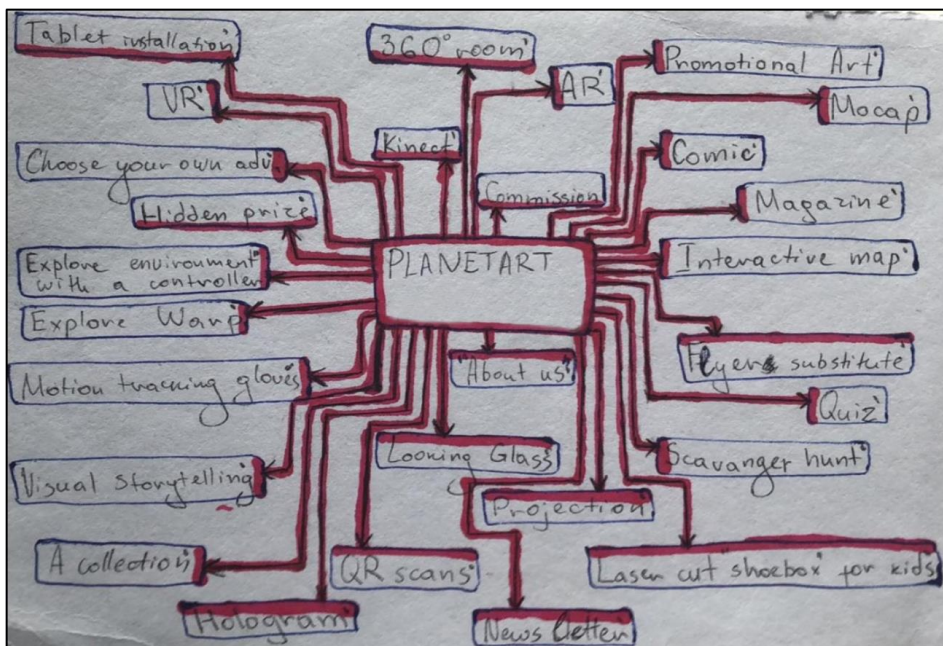 Tablet installation
360° room
Promotional Art
VR
AR
Mocap
Kinect
Comic
Choose your own adv.
Commission
Magazine
Hidden prize
PLANETART
Interactive map
Explore environment
with a controller
Explore Warp
Flyers substitute
Motion tracking gloves
"About us"
Quiz
Looking Glass
Scavanger hunt
Visual storytelling
Projection
A collection
QR scans
Laser cut shoebox for kids
Hologram
News Letter